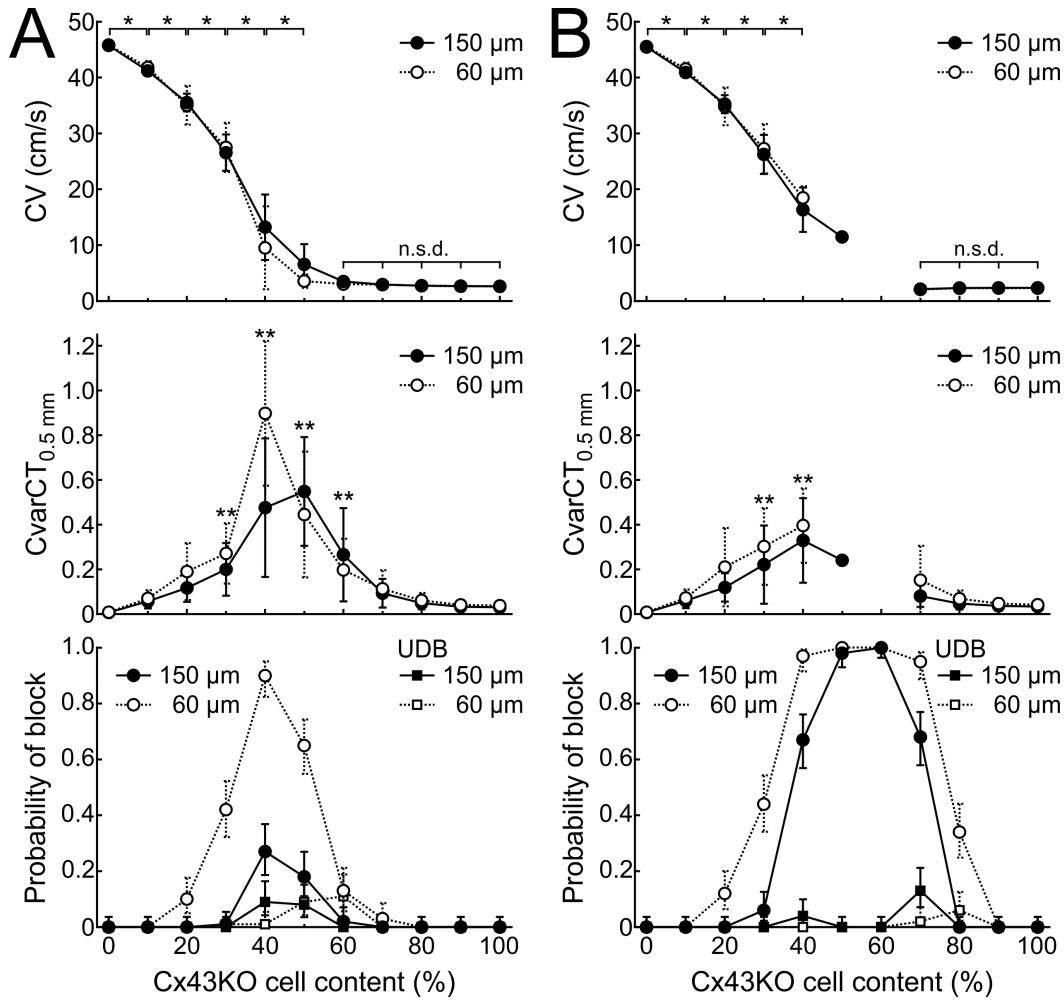 A
* * * * *
50
40
30
20
10
0
CV (cm/s)
150 µm
60 µm
n.s.d.
1.2
1.0
0.8
0.6
0.4
0.2
0
CvarCT0.5 mm
150 µm
60 µm
**
**
**
**
1.0
0.8
0.6
0.4
0.2
0
Probability of block
150 µm
60 µm
UDB
150 µm
60 µm
0 20 40 60 80 100
Cx43KO cell content (%)
B
* * * *
50
40
30
20
10
0
CV (cm/s)
150 µm
60 µm
n.s.d.
1.2
1.0
0.8
0.6
0.4
0.2
0
CvarCT0.5 mm
150 µm
60 µm
**
**
1.0
0.8
0.6
0.4
0.2
0
Probability of block
150 µm
60 µm
UDB
150 µm
60 µm
0 20 40 60 80 100
Cx43KO cell content (%)